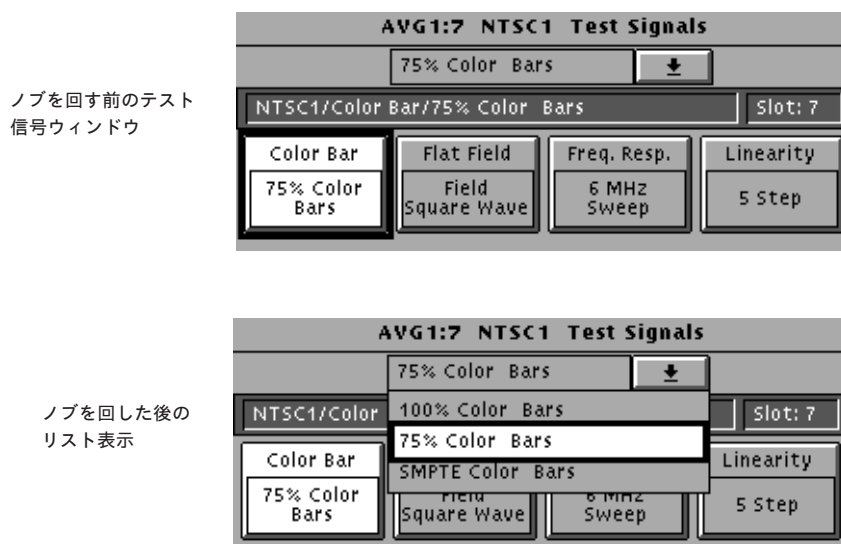 AVG1:7 NTSC1 Test Signals
75% Color Bars
ノブを回す前のテスト
信号ウィンドウ
NTSC1/Color Bar/75% Color Bars
Slot: 7
Color Bar
Flat Field
Freq. Resp.
Linearity
75% Color
Bars
Field
Square Wave
6 MHz
Sweep
5 Step
AVG1:7 NTSC1 Test Signals
75% Color Bars
ノブを回した後の
リスト表示
NTSC1/Color
100% Color Bars
Slot: 7
75% Color Bars
SMPTE Color Bars
Color Bar
Linearity
75% Color
Bars
Field
Square Wave
6 MHz
Sweep
5 Step